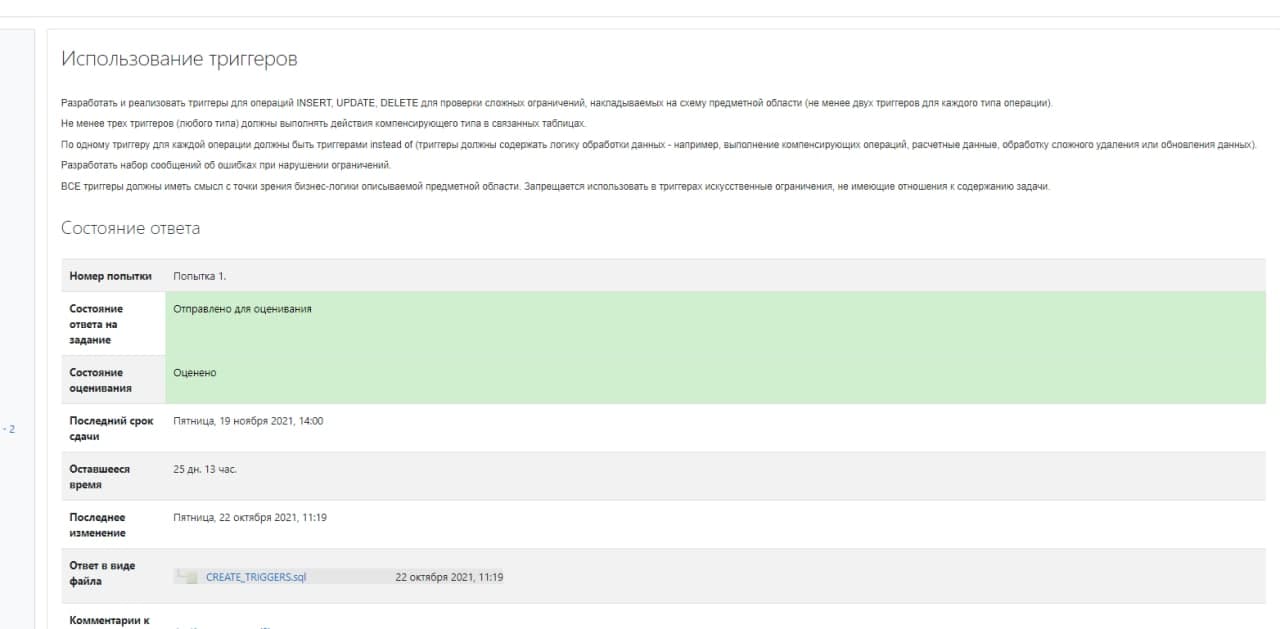 Использование триггеров
Разработать и реализовать триггеры для операций INSERT, UPDATE, DELETE для проверки сложных ограничений, накладываемых на схему предметной области (не менее двух триггеров для каждого типа операции).
Не менее трех триггеров (любого типа) должны выполнять действия компенсирующего типа в связанных таблицах.
По одному триггеру для каждой операции должны быть триггерами instead of (триггеры должны содержать логику обработки данных - например, выполнение компенсирующих операций, расчетные данные, обработку сложного удаления или обновления данных).
Разработать набор сообщений об ошибках при нарушении ограничений.
ВСЕ триггеры должны иметь смысл с точки зрения бизнес-логики описываемой предметной области. Запрещается использовать в триггерах искусственные ограничения, не имеющие отношения к содержанию задачи.
Состояние ответа
Номер попытки Попытка 1.
Состояние Отправлено для оценивания
ответа на
задание
Состояние Оценено
оценивания
Последний срок Пятница, 19 ноября 2021, 14:00
сдачи
- 2
Оставшееся 25 дн. 13 час.
время
Последнее Пятница, 22 октября 2021, 11:19
изменение
Ответ в виде
файла
CREATE_TRIGGERS.sql 22 октября 2021, 11:19
Комментарии к